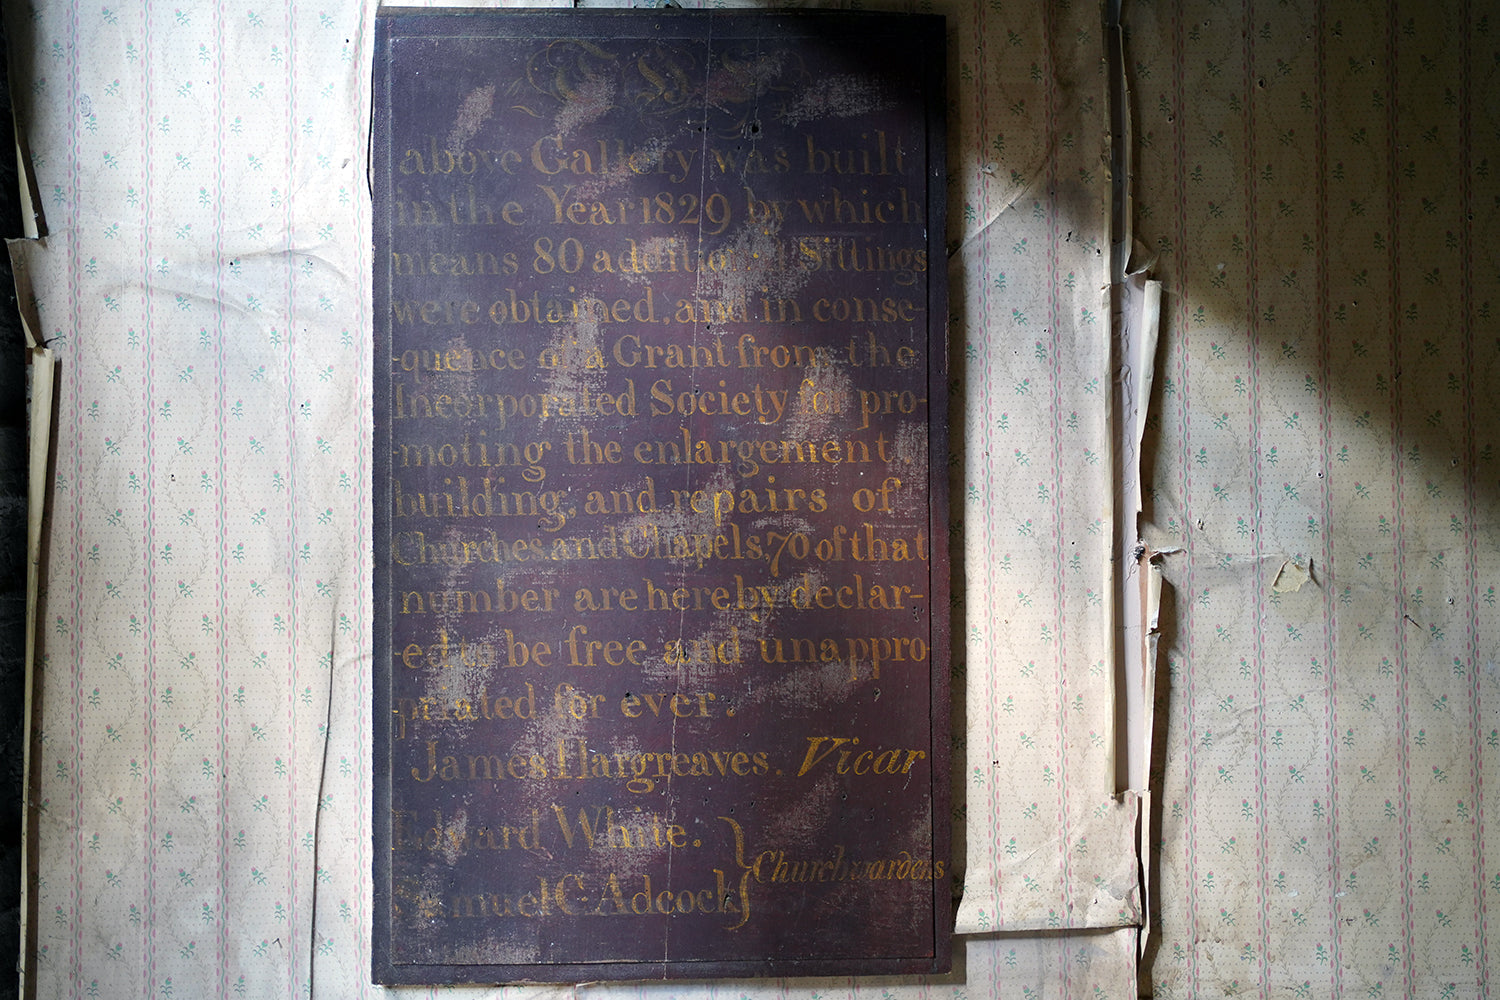 THE
above Gallery was built
in the Year 1829 by which
means 80 additional Sittings
were obtained, and in conse-
-quence of a Grant from the
Incorporated Society for pro-
-moting the enlargement,
building, and repairs of
Churches and Chapels, 70 of that
number are hereby declar-
-ed to be free and unappro-
-priated for ever.
James Hargreaves. Vicar
Edward White.
Samuel C. Adcock } Churchwardens